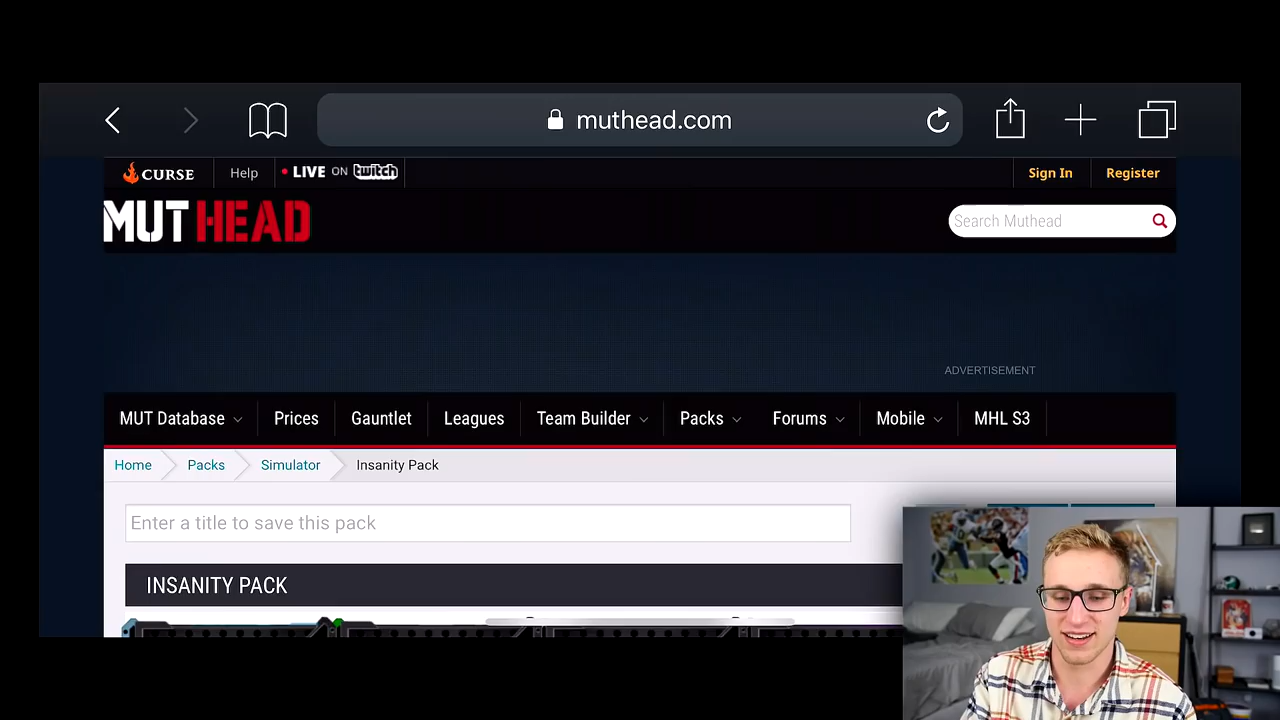 muthead.com
CURSE
Help
LIVE ON twitch
Sign In
Register
MUTHEAD
Search Muthead
ADVERTISEMENT
MUT Database
Prices
Gauntlet
Leagues
Team Builder
Packs
Forums
Mobile
MHL S3
Home
Packs
Simulator
Insanity Pack
Enter a title to save this pack
INSANITY PACK